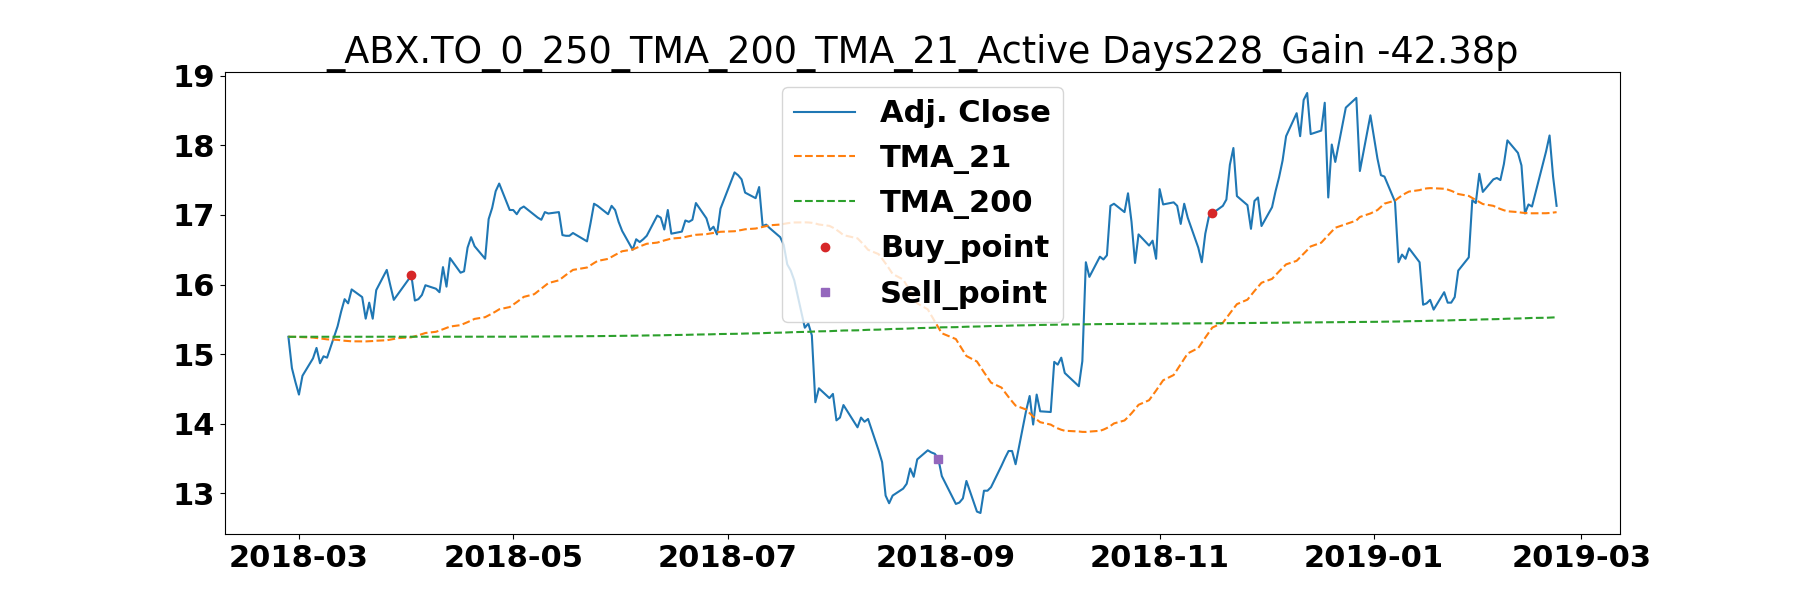 _ABX.TO_0_250_TMA_200_TMA_21_Active Days228_Gain -42.38p
19
18
17
16
15
14
13
Adj. Close
TMA_21
TMA_200
Buy_point
Sell_point
2018-03 2018-05 2018-07 2018-09 2018-11 2019-01 2019-03